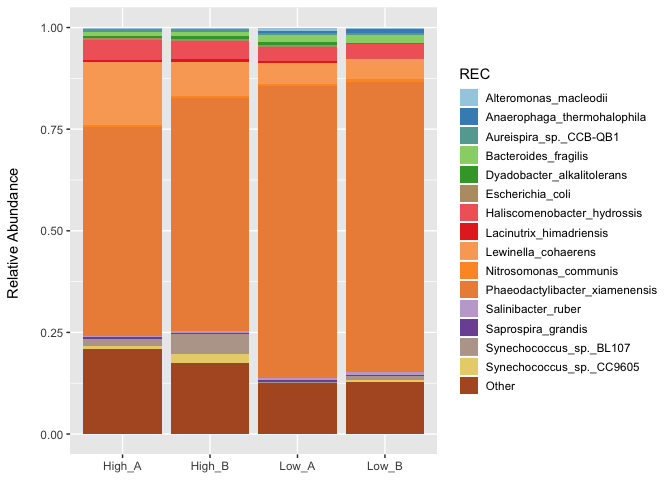 1.00
0.75
0.50
0.25
0.00
Relative Abundance
High_A
High_B
Low_A
Low_B
REC
Alteromonas_macleodii
Anaerophaga_thermohalophila
Aureispira_sp._CCB-QB1
Bacteroides_fragilis
Dyadobacter_alkalitolerans
Escherichia_coli
Haliscomenobacter_hydrossis
Lacinutrix_himadriensis
Lewinella_cohaerens
Nitrosomonas_communis
Phaeodactylibacter_xiamenensis
Salinibacter_ruber
Saprospira_grandis
Synechococcus_sp._BL107
Synechococcus_sp._CC9605
Other